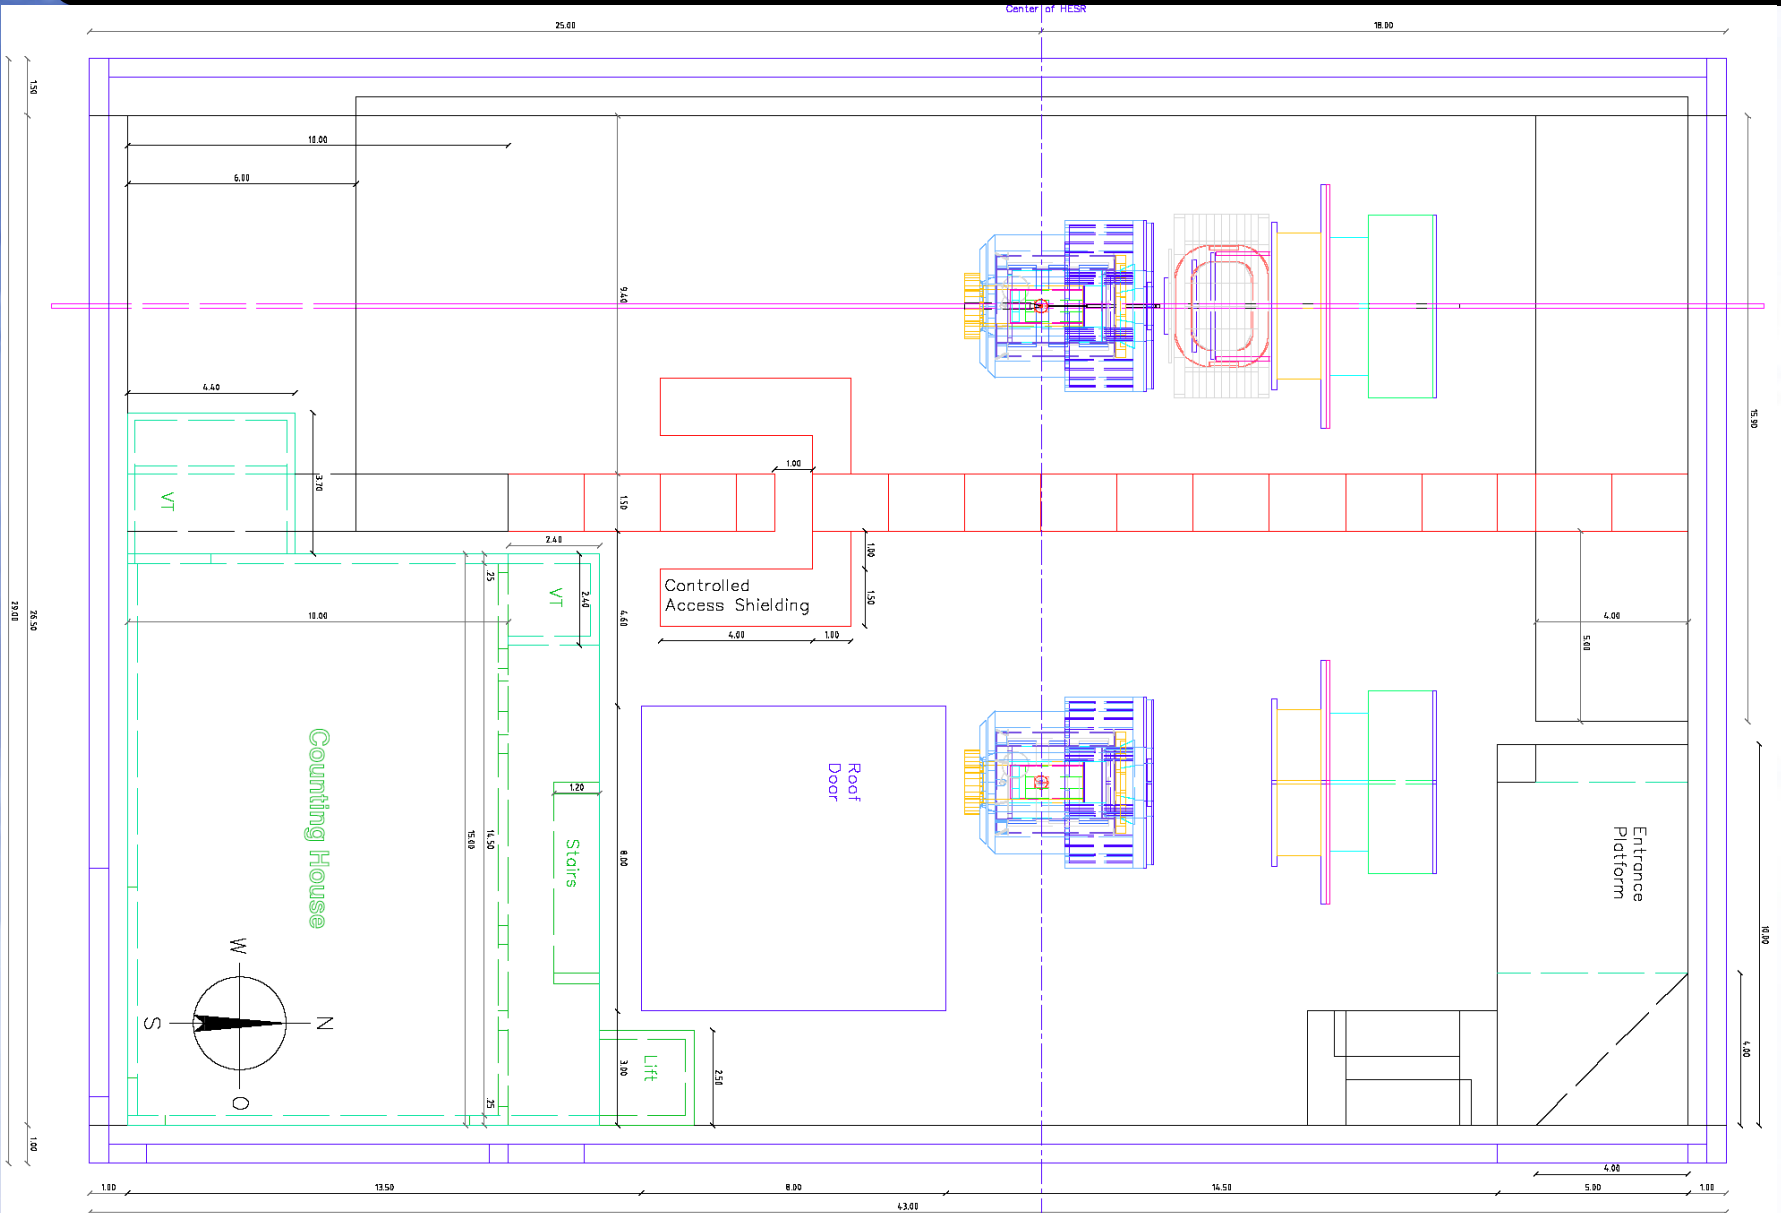 Center of HESR
25.00
18.00
1.50
10.00
6.00
9.40
4.40
15.90
3.70
VT
1.00
1.50
2.40
.25
VT
2.40
1.00
1.50
Controlled
Access Shielding
4.00
1.00
10.00
4.60
4.00
5.00
29.00
26.50
Counting House
15.00
14.50
1.20
Stairs
8.00
Roof
Door
Entrance
Platform
10.00
W
S
N
O
.25
Lift
3.00
2.50
4.00
1.00
4.00
1.00
13.50
8.00
14.50
5.00
1.00
43.00